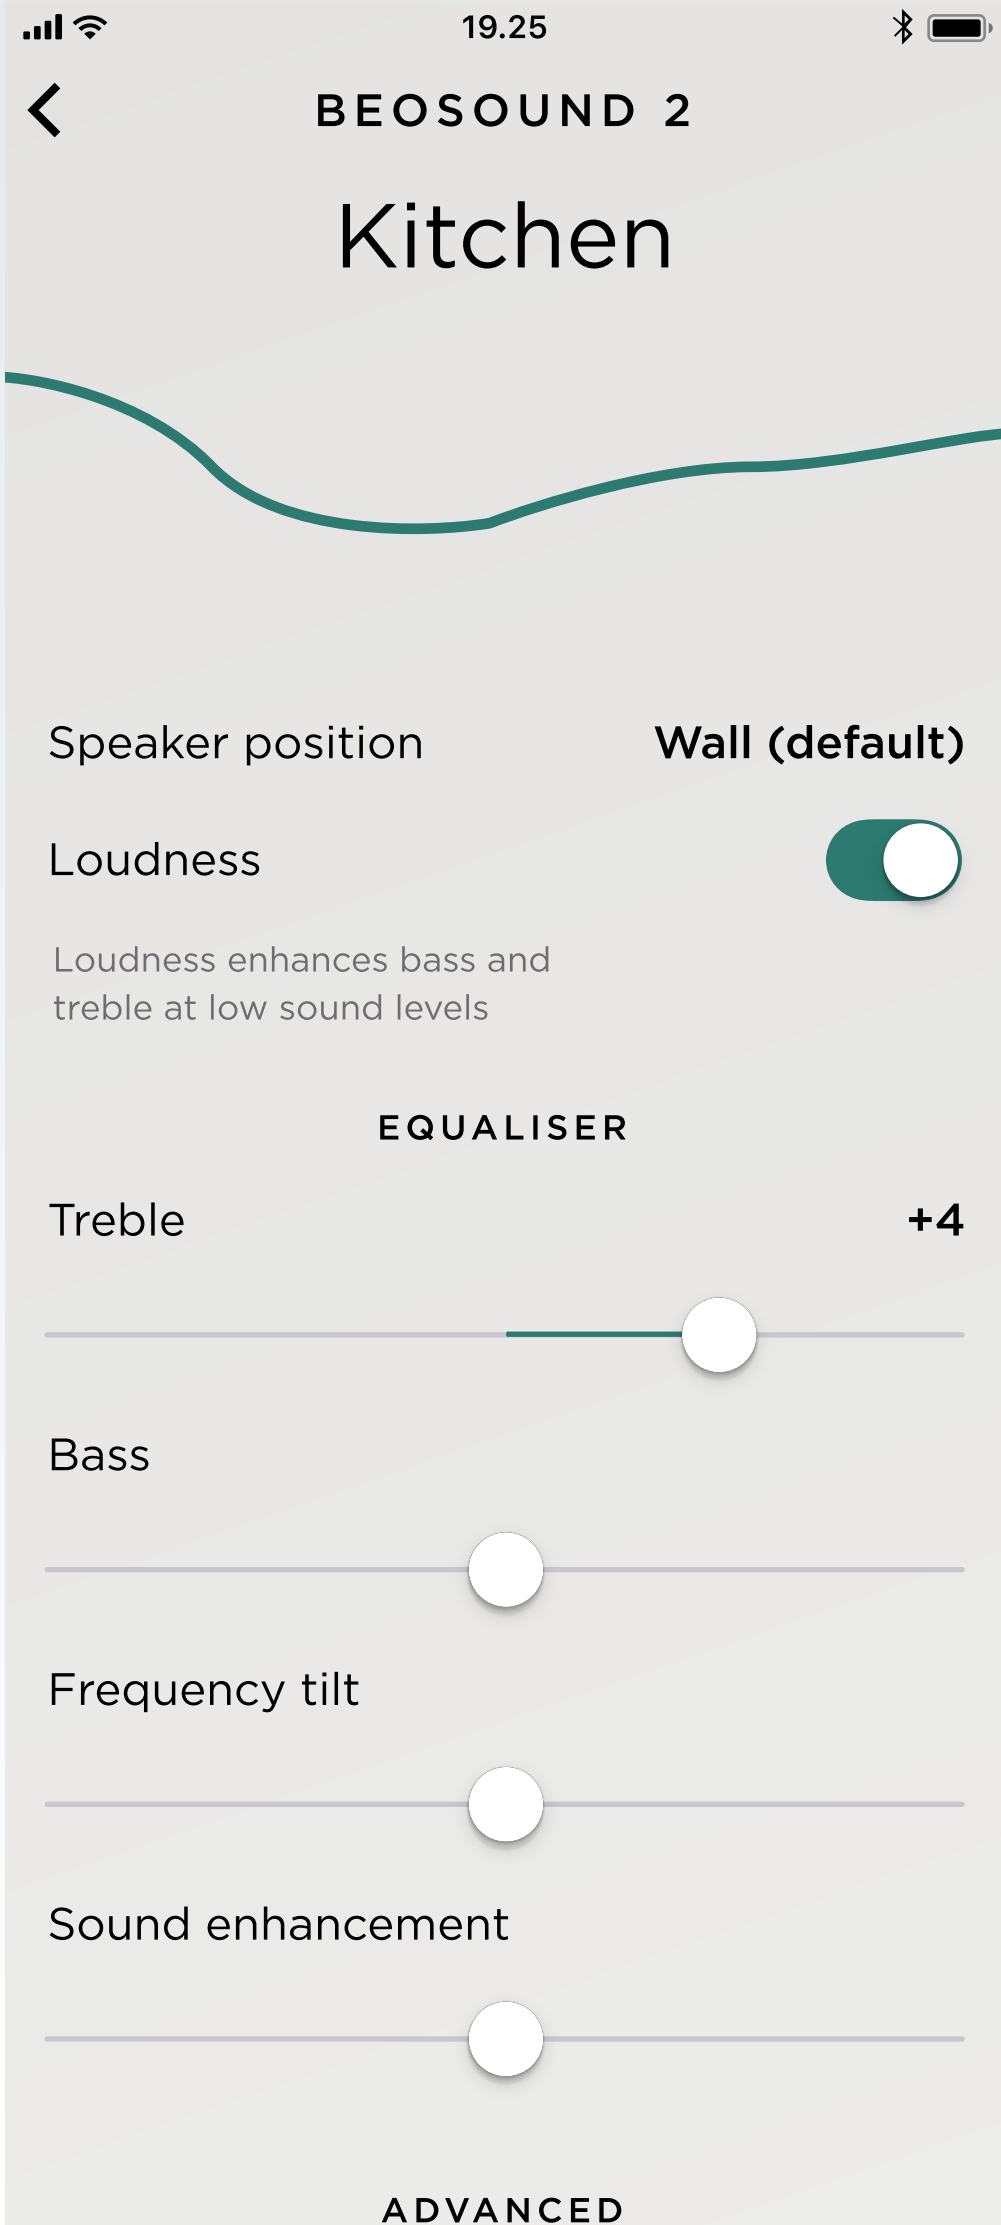 19.25
BEOSOUND 2
Kitchen
Speaker position Wall (default)
Loudness
Loudness enhances bass and
treble at low sound levels
EQUALISER
Treble +4
Bass
Frequency tilt
Sound enhancement
ADVANCED